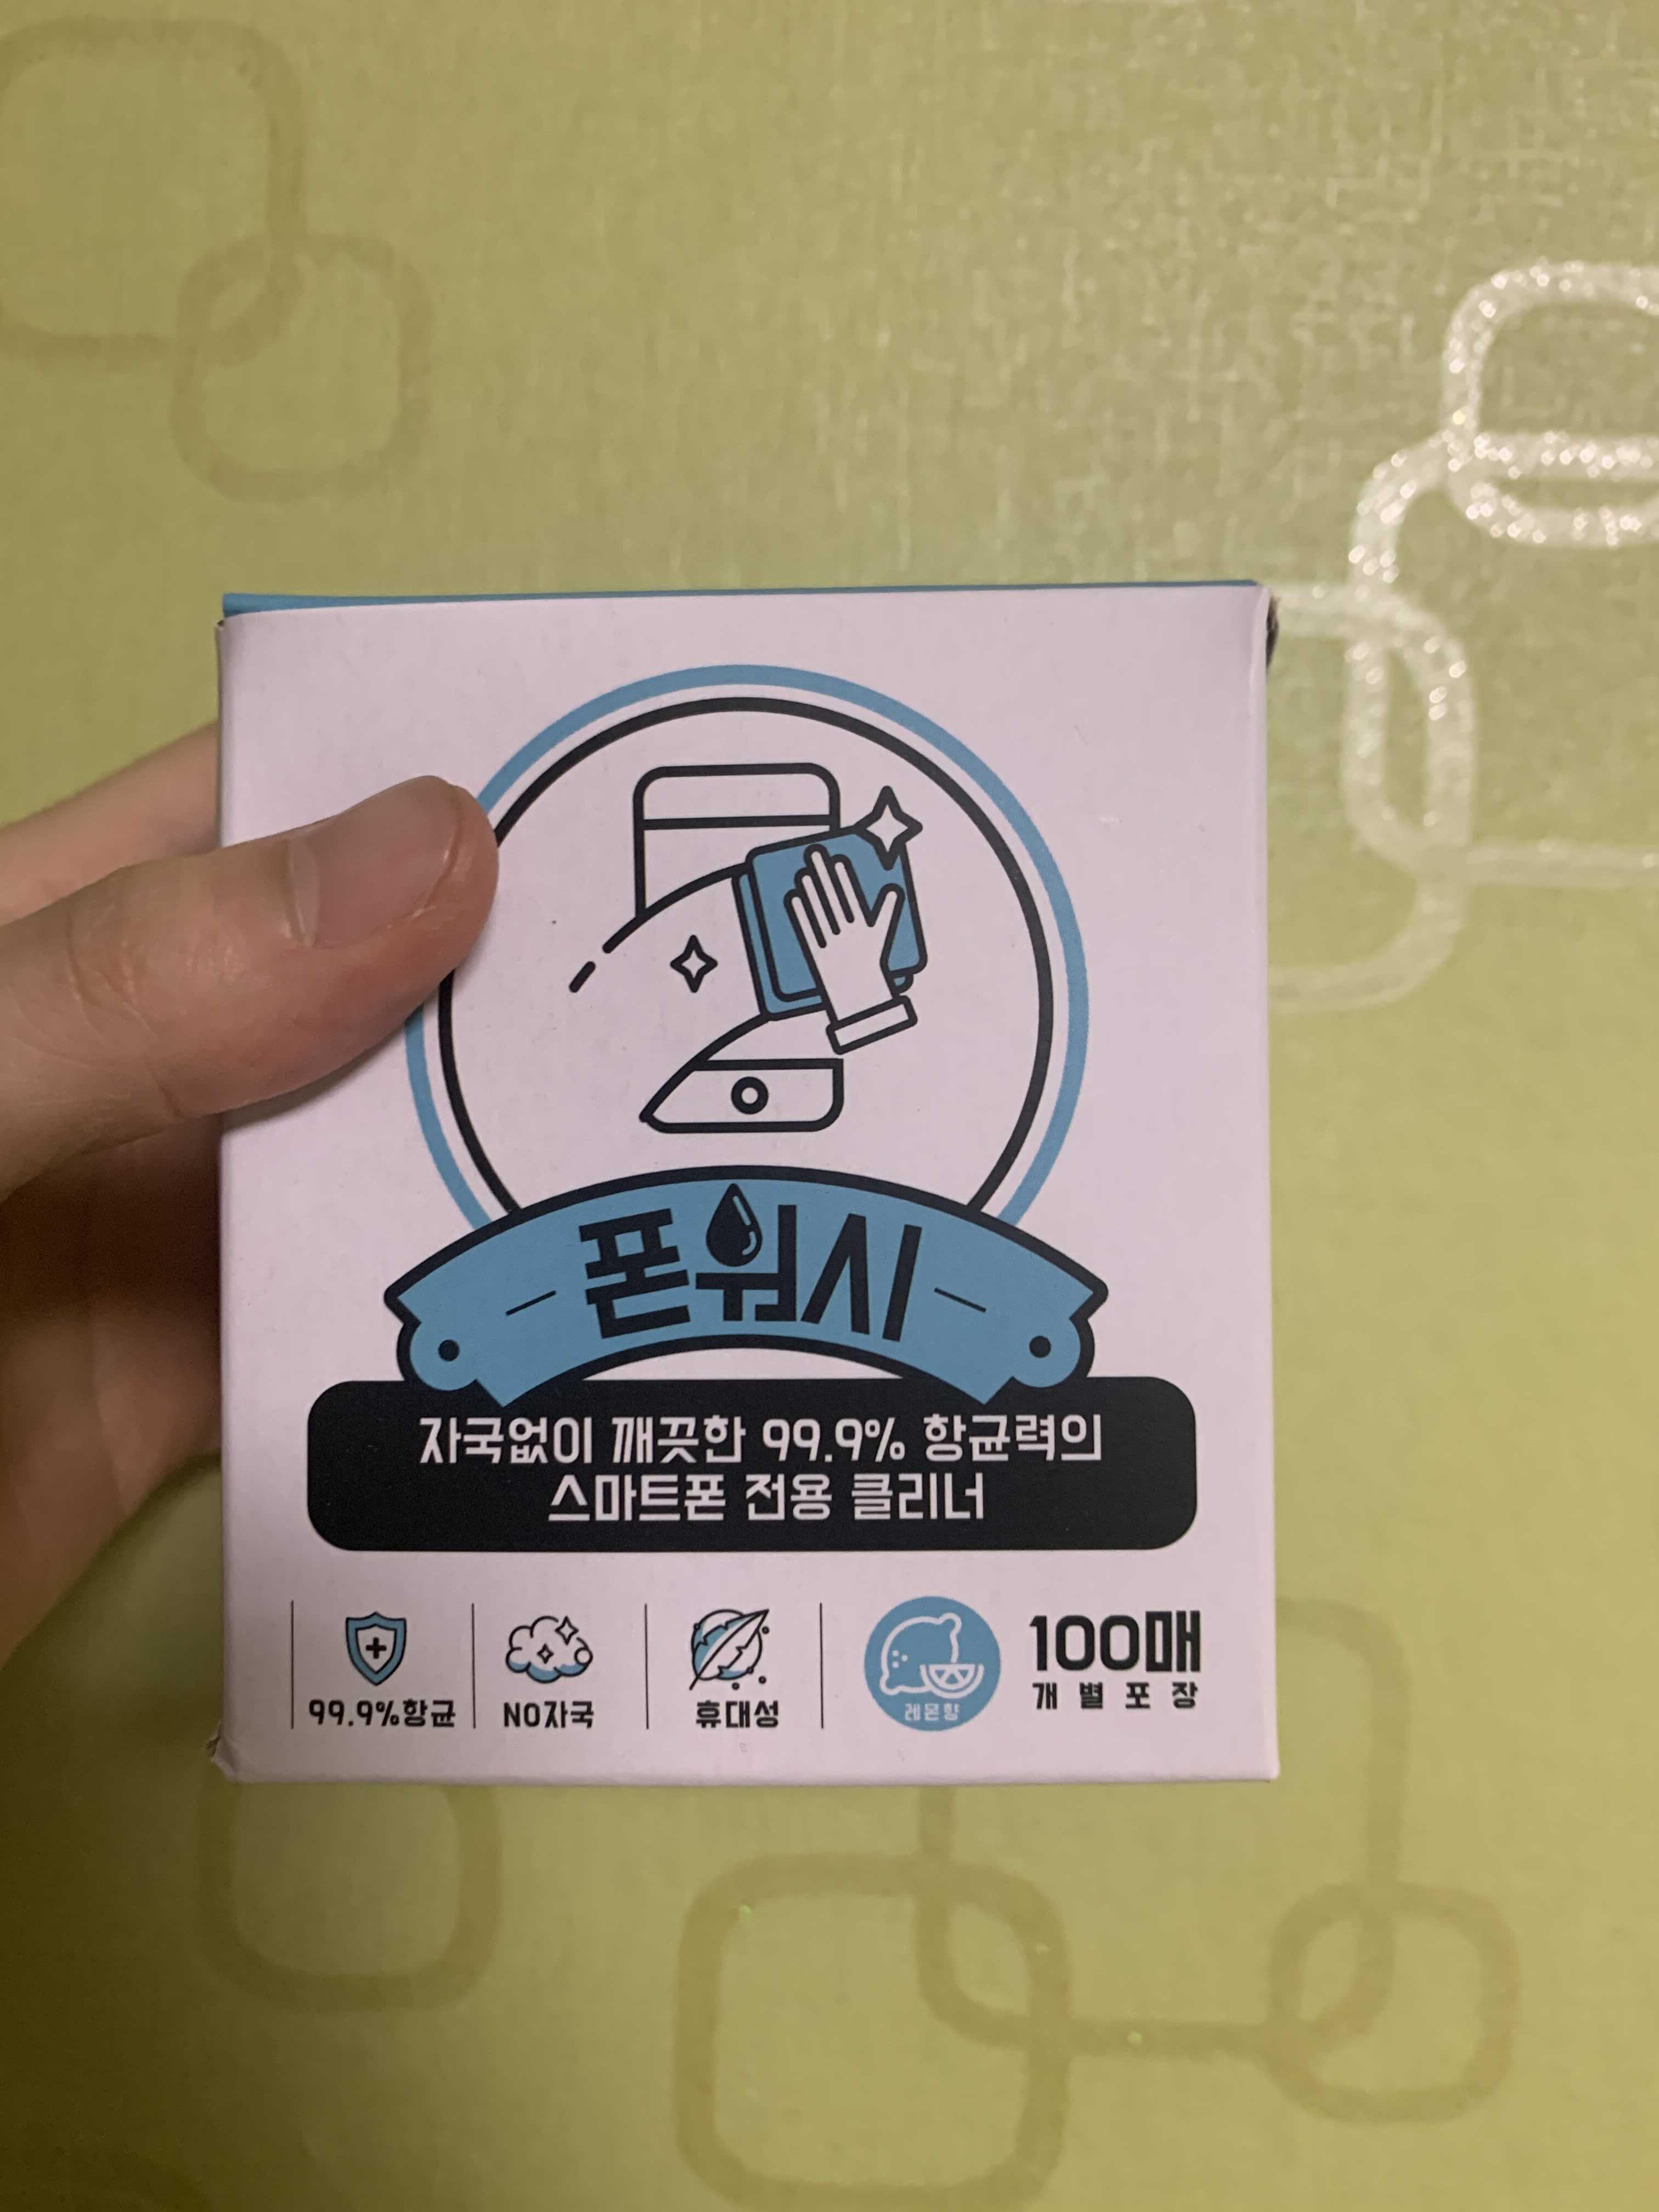 폰워시
자국없이 깨끗한 99.9% 항균력의
스마트폰 전용 클리너
99.9%항균
NO자국
휴대성
레몬향
100매
개별포장